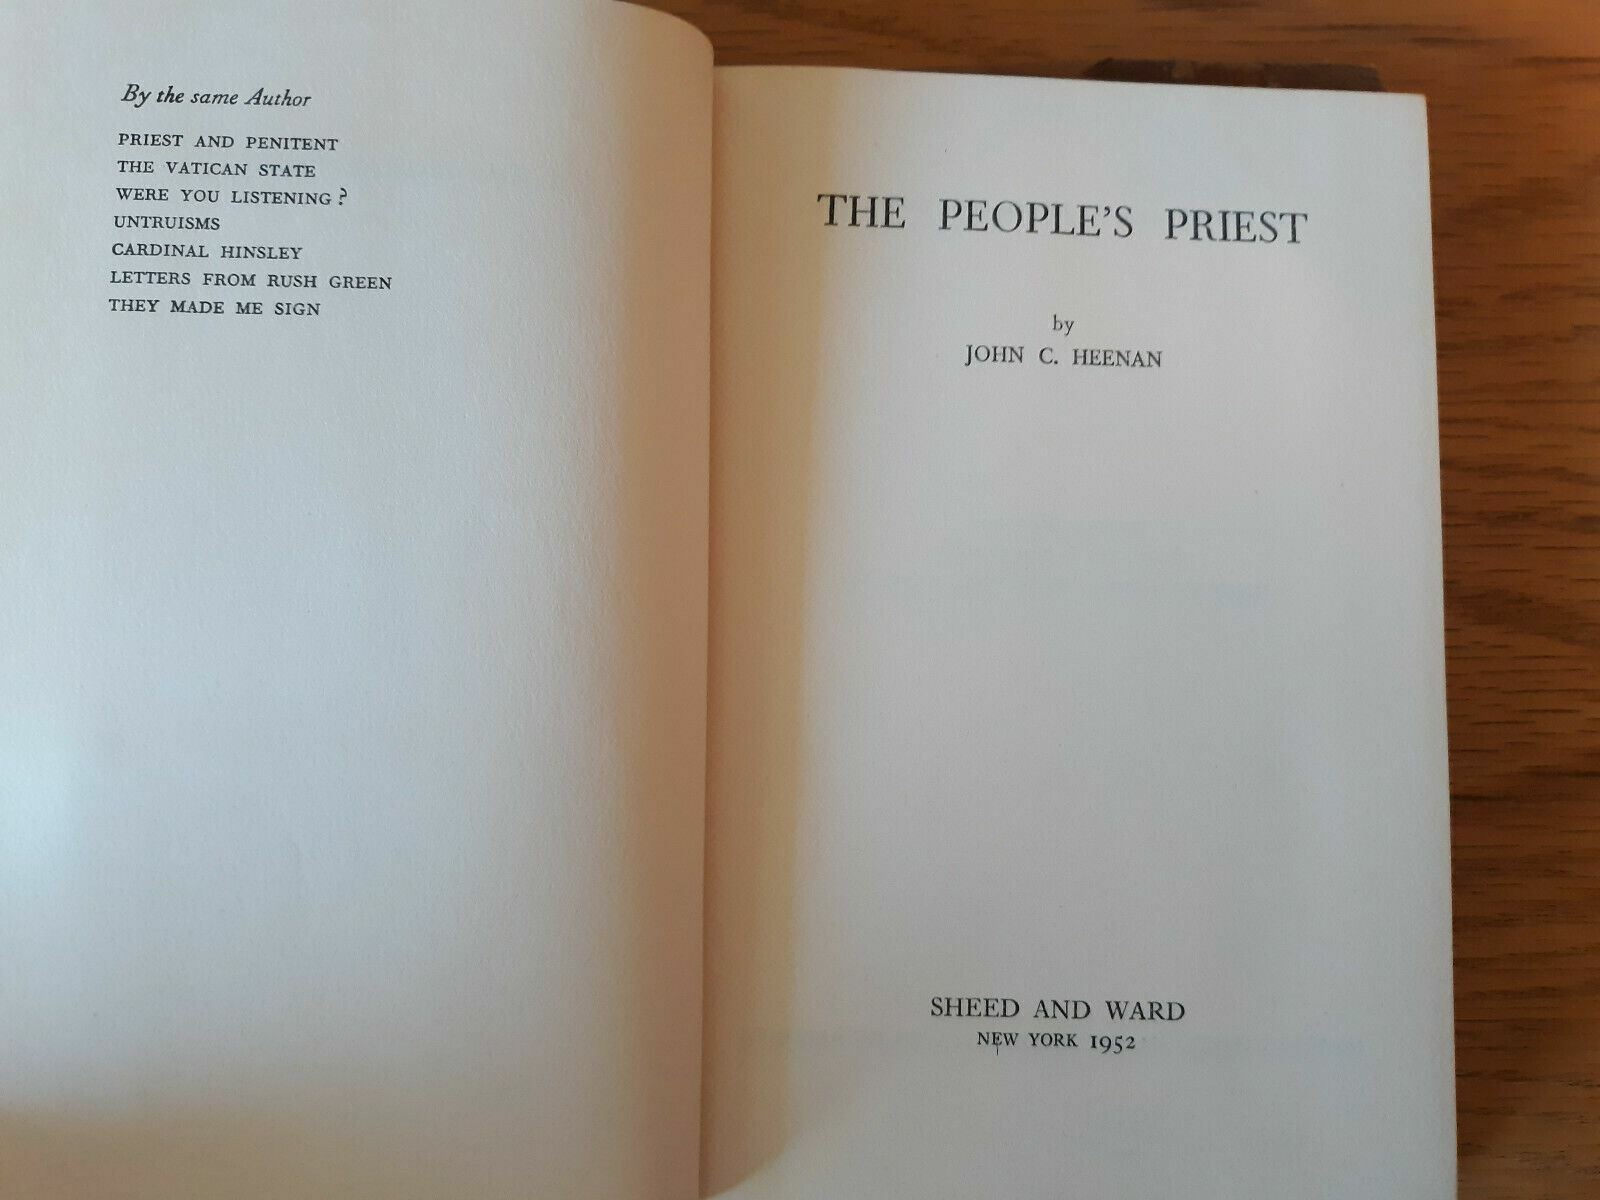 By the same Author
PRIEST AND PENITENT
THE VATICAN STATE
WERE YOU LISTENING?
UNTRUISMS
CARDINAL HINSLEY
LETTERS FROM RUSH GREEN
THEY MADE ME SIGN
THE PEOPLE'S PRIEST
by
JOHN C. HEENAN
SHEED AND WARD
NEW YORK 1952